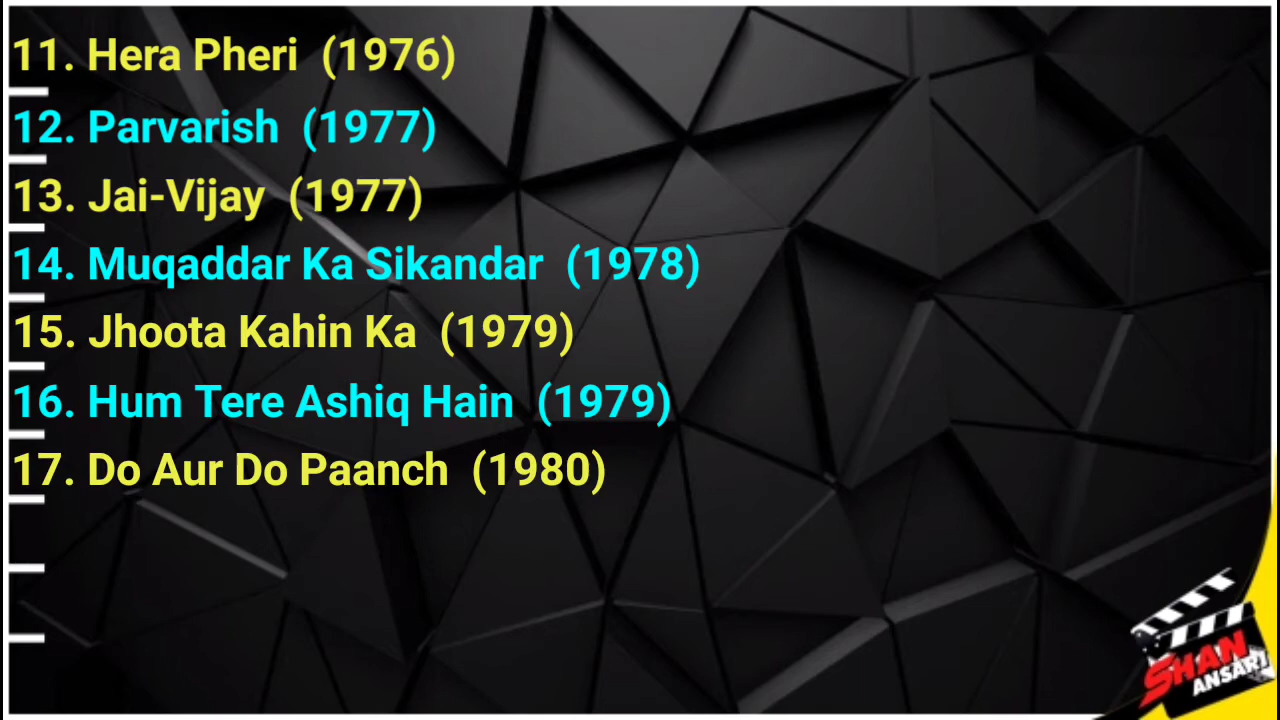 11. Hera Pheri (1976)
12. Parvarish (1977)
13. Jai-Vijay (1977)
14. Muqaddar Ka Sikandar (1978)
15. Jhoota Kahin Ka (1979)
16. Hum Tere Ashiq Hain (1979)
17. Do Aur Do Paanch (1980)
SHAN
ANSARI